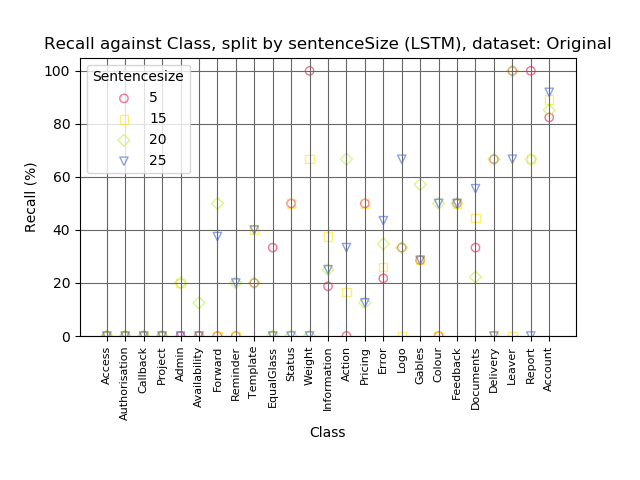 Recall against Class, split by sentenceSize (LSTM), dataset: Original
Recall (%)
100
80
60
40
20
0
Sentencesize
5
15
20
25
Access
Authorisation
Callback
Project
Admin
Availability
Forward
Reminder
Template
EqualGlass
Status
Weight
Information
Action
Pricing
Error
Logo
Gables
Colour
Feedback
Documents
Delivery
Leaver
Report
Account
Class